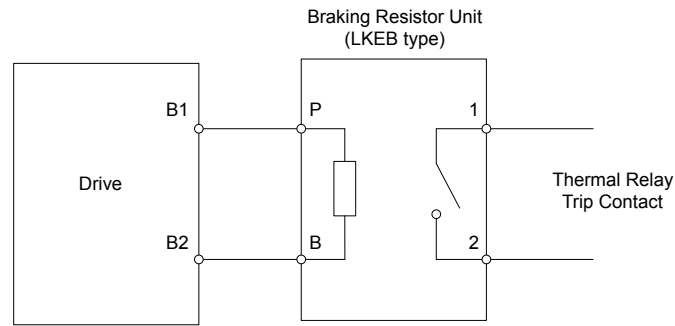 Braking Resistor Unit
(LKEB type)
B1
P
1
Drive
Thermal Relay
Trip Contact
B2
B
2